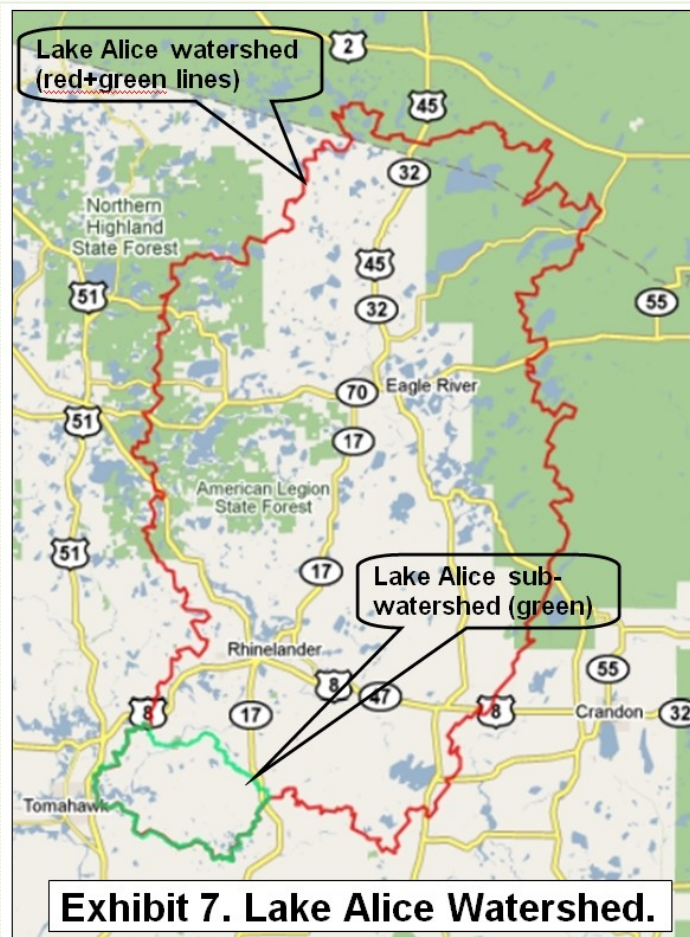 Lake Alice watershed
(red+green lines)
2
45
32
Northern
Highland
State Forest
45
51
32
55
70
Eagle River
51
17
American Legion
State Forest
51
17
Lake Alice sub-
watershed (green)
Rhinelander
55
8
47
8
17
8
Crandon
32
Tomahawk
Exhibit 7. Lake Alice Watershed.